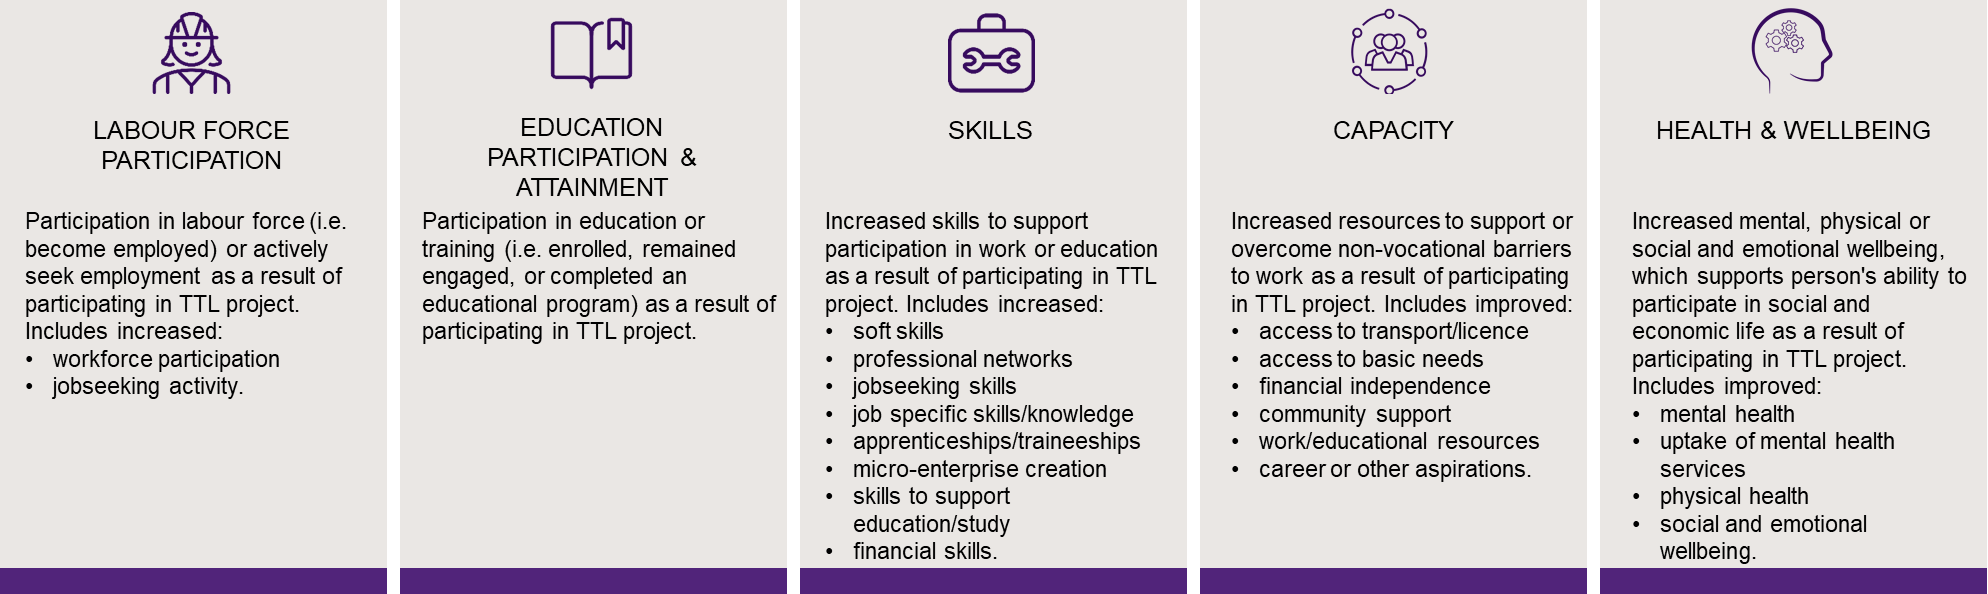 LABOUR FORCE
PARTICIPATION
Participation in labour force (i.e.
become employed) or actively
seek employment as a result of
participating in TTL project.
Includes increased:
• workforce participation
• jobseeking activity.
EDUCATION
PARTICIPATION &
ATTAINMENT
Participation in education or
training (i.e. enrolled, remained
engaged, or completed an
educational program) as a result of
participating in TTL project.
SKILLS
Increased skills to support
participation in work or education
as a result of participating in TTL
project. Includes increased:
• soft skills
• professional networks
• jobseeking skills
• job specific skills/knowledge
• apprenticeships/traineeships
• micro-enterprise creation
• skills to support
education/study
• financial skills.
CAPACITY
Increased resources to support or
overcome non-vocational barriers
to work as a result of participating
in TTL project. Includes improved:
• access to transport/licence
• access to basic needs
• financial independence
• community support
• work/educational resources
• career or other aspirations.
HEALTH & WELLBEING
Increased mental, physical or
social and emotional wellbeing,
which supports person's ability to
participate in social and
economic life as a result of
participating in TTL project.
Includes improved:
• mental health
• uptake of mental health
services
• physical health
• social and emotional
wellbeing.